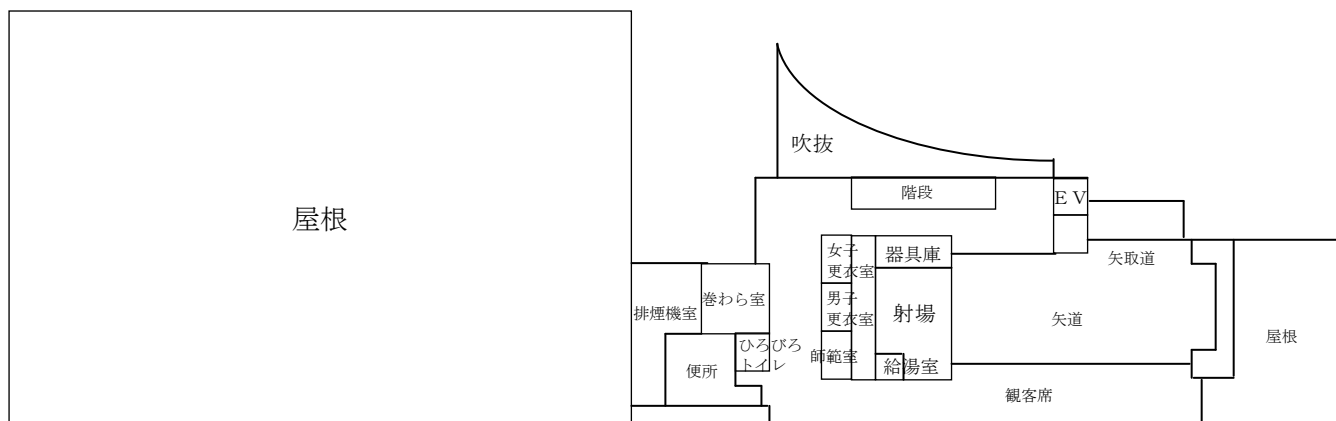 吹抜
階段
ＥＶ
屋根
女子
更衣室
器具庫
矢取道
巻わら室
排煙機室
男子
更衣室
射場
矢道
屋根
ひろびろ
トイレ
師範室
便所
給湯室
観客席